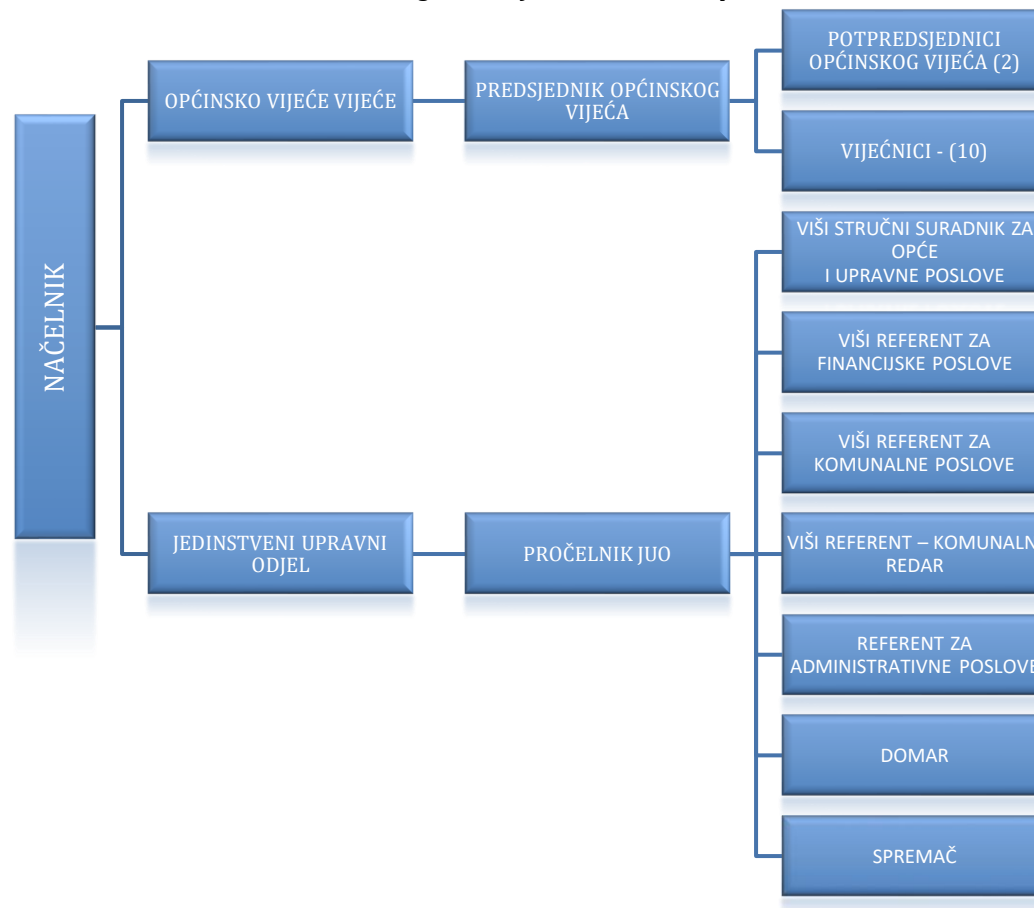 NAČELNIK
OPĆINSKO VIJEĆE VIJEĆE
PREDSJEDNIK OPĆINSKOG
VIJEĆA
POTPREDSJEDNICI
OPĆINSKOG VIJEĆA (2)
VIJEĆNICI - (10)
JEDINSTVENI UPRAVNI
ODJEL
PROČELNIK JUO
VIŠI STRUČNI SURADNIK ZA
OPĆE
I UPRAVNE POSLOVE
VIŠI REFERENT ZA
FINANCIJSKE POSLOVE
VIŠI REFERENT ZA
KOMUNALNE POSLOVE
VIŠI REFERENT – KOMUNALN
REDAR
REFERENT ZA
ADMINISTRATIVNE POSLOVE
DOMAR
SPREMAČ